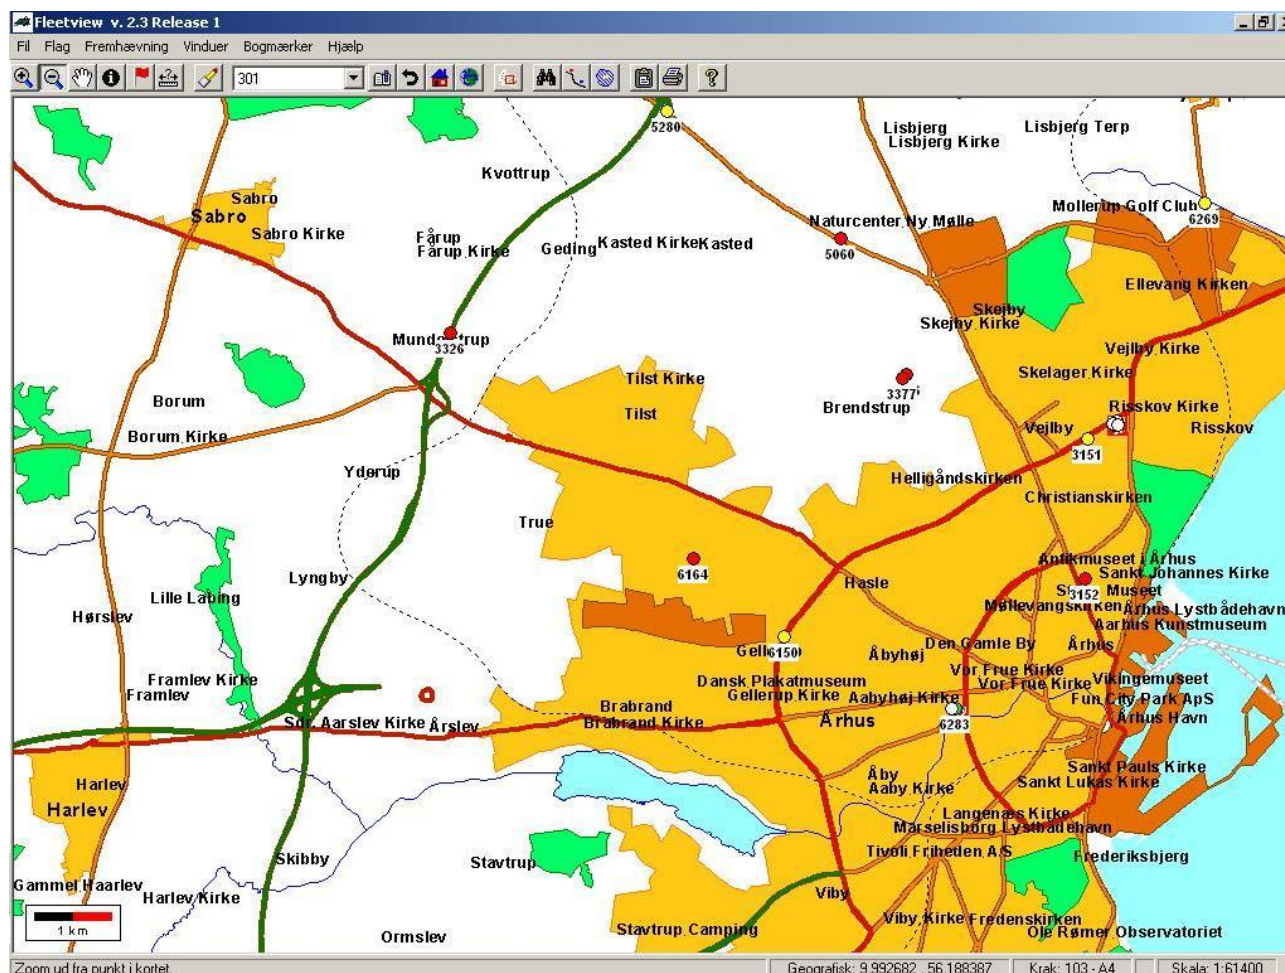 Fleetview v. 2.3 Release 1
Fil Flag Fremhævning Vinduer Bogmærker Hjælp
301
5280
Lisbjerg
Lisbjerg Kirke
Lisbjerg Terp
Kvottrup
Sabro
Sabro
Sabro Kirke
Mollerup Golf Club
6269
Naturcenter Ny Mølle
5060
Fårup
Fårup Kirke
Geding
Kasted Kirke
Kasted
Ellevang Kirken
Skejby
Skejby Kirke
3326
Vejlby Kirke
Tilst Kirke
Skelager Kirke
3377
Borum
Tilst
Brendstrup
Risskov Kirke
Borum Kirke
Vejlby
Risskov
3151
Yderup
Helligåndskirken
Christianskirken
True
Antikmuseet i Århus
Sankt Johannes Kirke
6164
Lyngby
Hasle
Museet
3152
Lille Labing
Møllevangskirken
Århus Lystbådehavn
Hørslev
Aarhus Kunstmuseum
Den Gamle By
Århus
6150
Åbyhøj
Framlev Kirke
Framlev
Dansk Plakatmuseum
Gellerup Kirke
Vor Frue Kirke
Vor Frue Kirke
Vikingemuseet
Aabyhøj Kirke
Fun City Park ApS
Brabrand
Brabrand Kirke
Århus
Århus Havn
6283
Sdr. Aarslev Kirke
Årslev
Sankt Pauls Kirke
Harlev
Åby
Aaby Kirke
Sankt Lukas Kirke
Harlev
Langenæs Kirke
Marselisborg Lystbådehavn
Skibby
Stavtrup
Tivoli Friheden A/S
Frederiksbjerg
Gammel Haarlev
Harlev Kirke
Viby
Viby Kirke
Fredenskirken
1 km
Ormslev
Stavtrup Camping
Ole Rømer Observatoriet
Zoom ud fra punkt i kortet
Geografisk: 9.992682 , 56.188387
Krak: 103 - A4
Skala: 1:61400